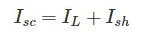 I_{sc} = I_L + I_{sh}